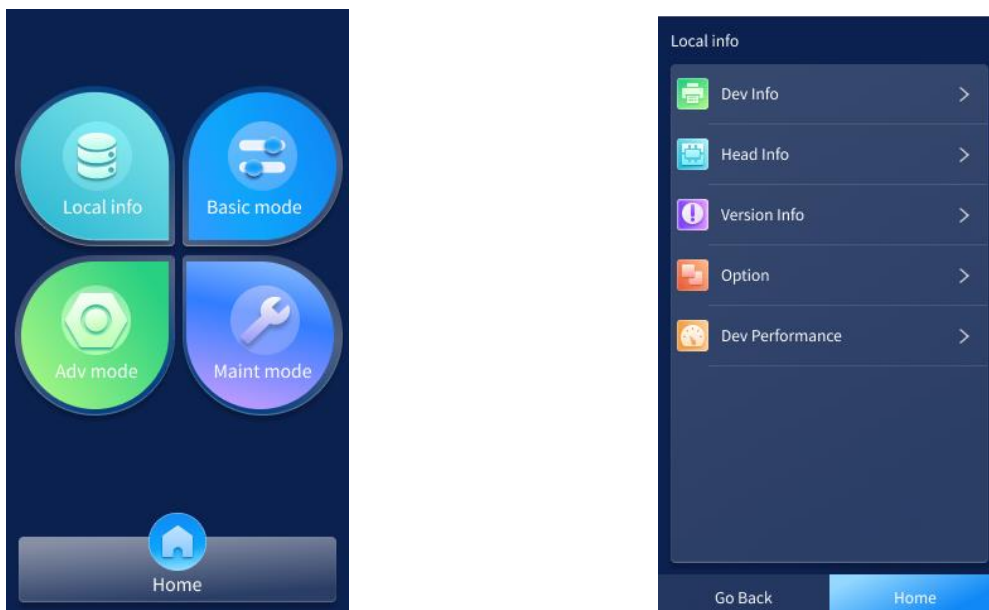 Local info
Basic mode
Adv mode
Maint mode
Home
Local info
Dev Info
Head Info
Version Info
Option
Dev Performance
Go Back
Home